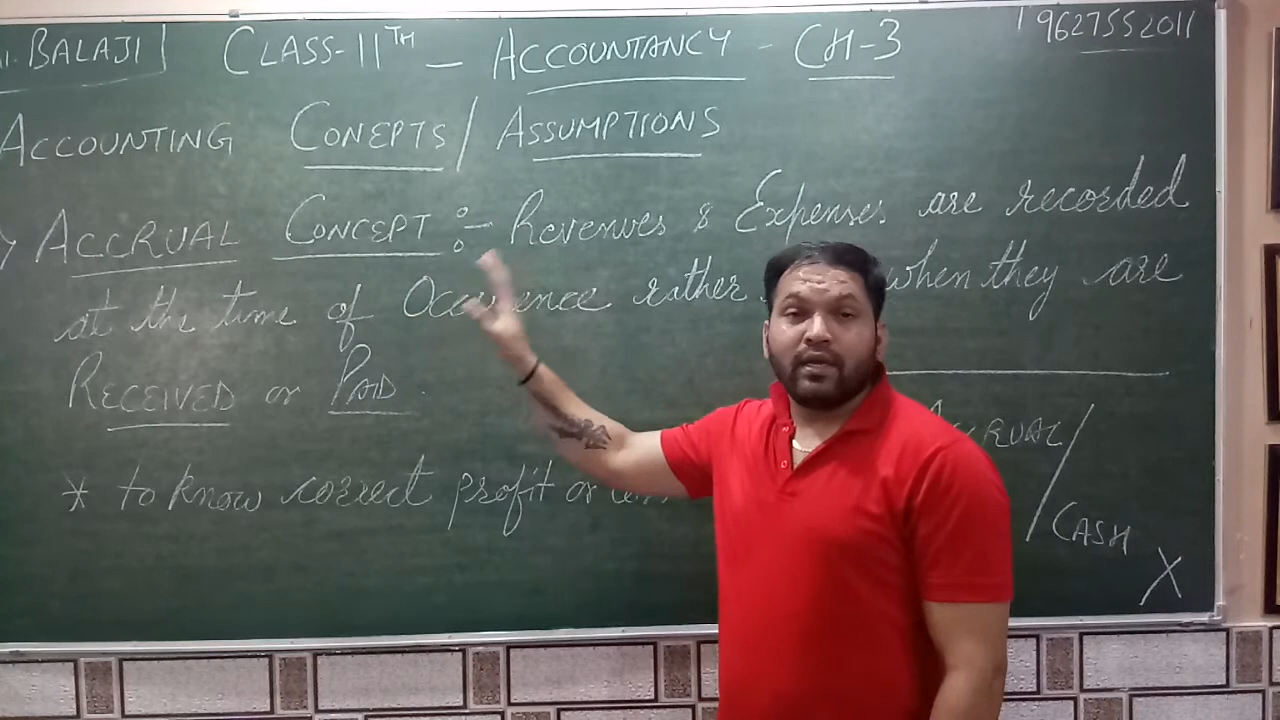 BALAJI CLASS-11TH - ACCOUNTANCY - CH-3 9627552011
ACCOUNTING CONEPTS / ASSUMPTIONS
ACCRUAL CONCEPT :- Revenues & Expenses are recorded
at the time of rather when they are
RECEIVED or PAID.
* to know correct profit or
CASH
X